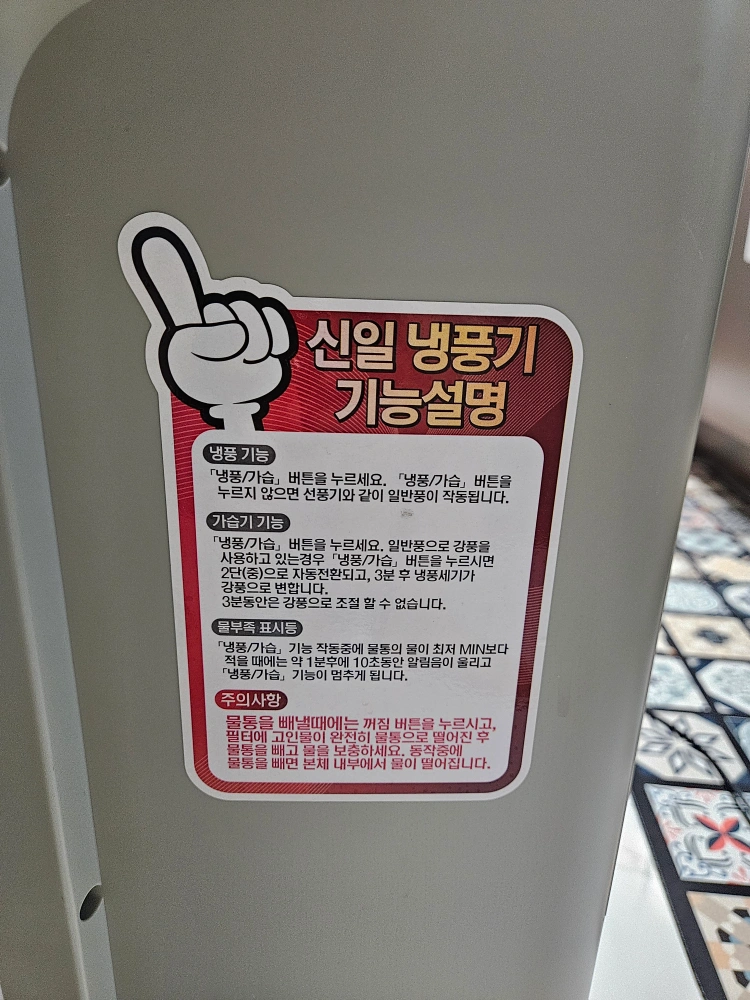 신일 냉풍기
기능설명
냉풍 기능
「냉풍/가습」 버튼을 누르세요. 「냉풍/가습」 버튼을
누르지 않으면 선풍기와 같이 일반풍이 작동됩니다.
가습기 기능
「냉풍/가습」 버튼을 누르세요. 일반풍으로 강풍을
사용하고 있는경우 「냉풍/가습」 버튼을 누르시면
2단(중)으로 자동전환되고, 3분 후 냉풍세기가
강풍으로 변합니다.
3분동안은 강풍으로 조절 할 수 없습니다.
물부족 표시등
「냉풍/가습」 기능 작동중에 물통의 물이 최저 MIN보다
적을 때에는 약 1분후에 10초동안 알림음이 울리고
「냉풍/가습」 기능이 멈추게 됩니다.
주의사항
물통을 빼낼때에는 꺼짐 버튼을 누르시고,
필터에 고인물이 완전히 물통으로 떨어진 후
물통을 빼고 물을 보충하세요. 동작중에
물통을 빼면 본체 내부에서 물이 떨어집니다.